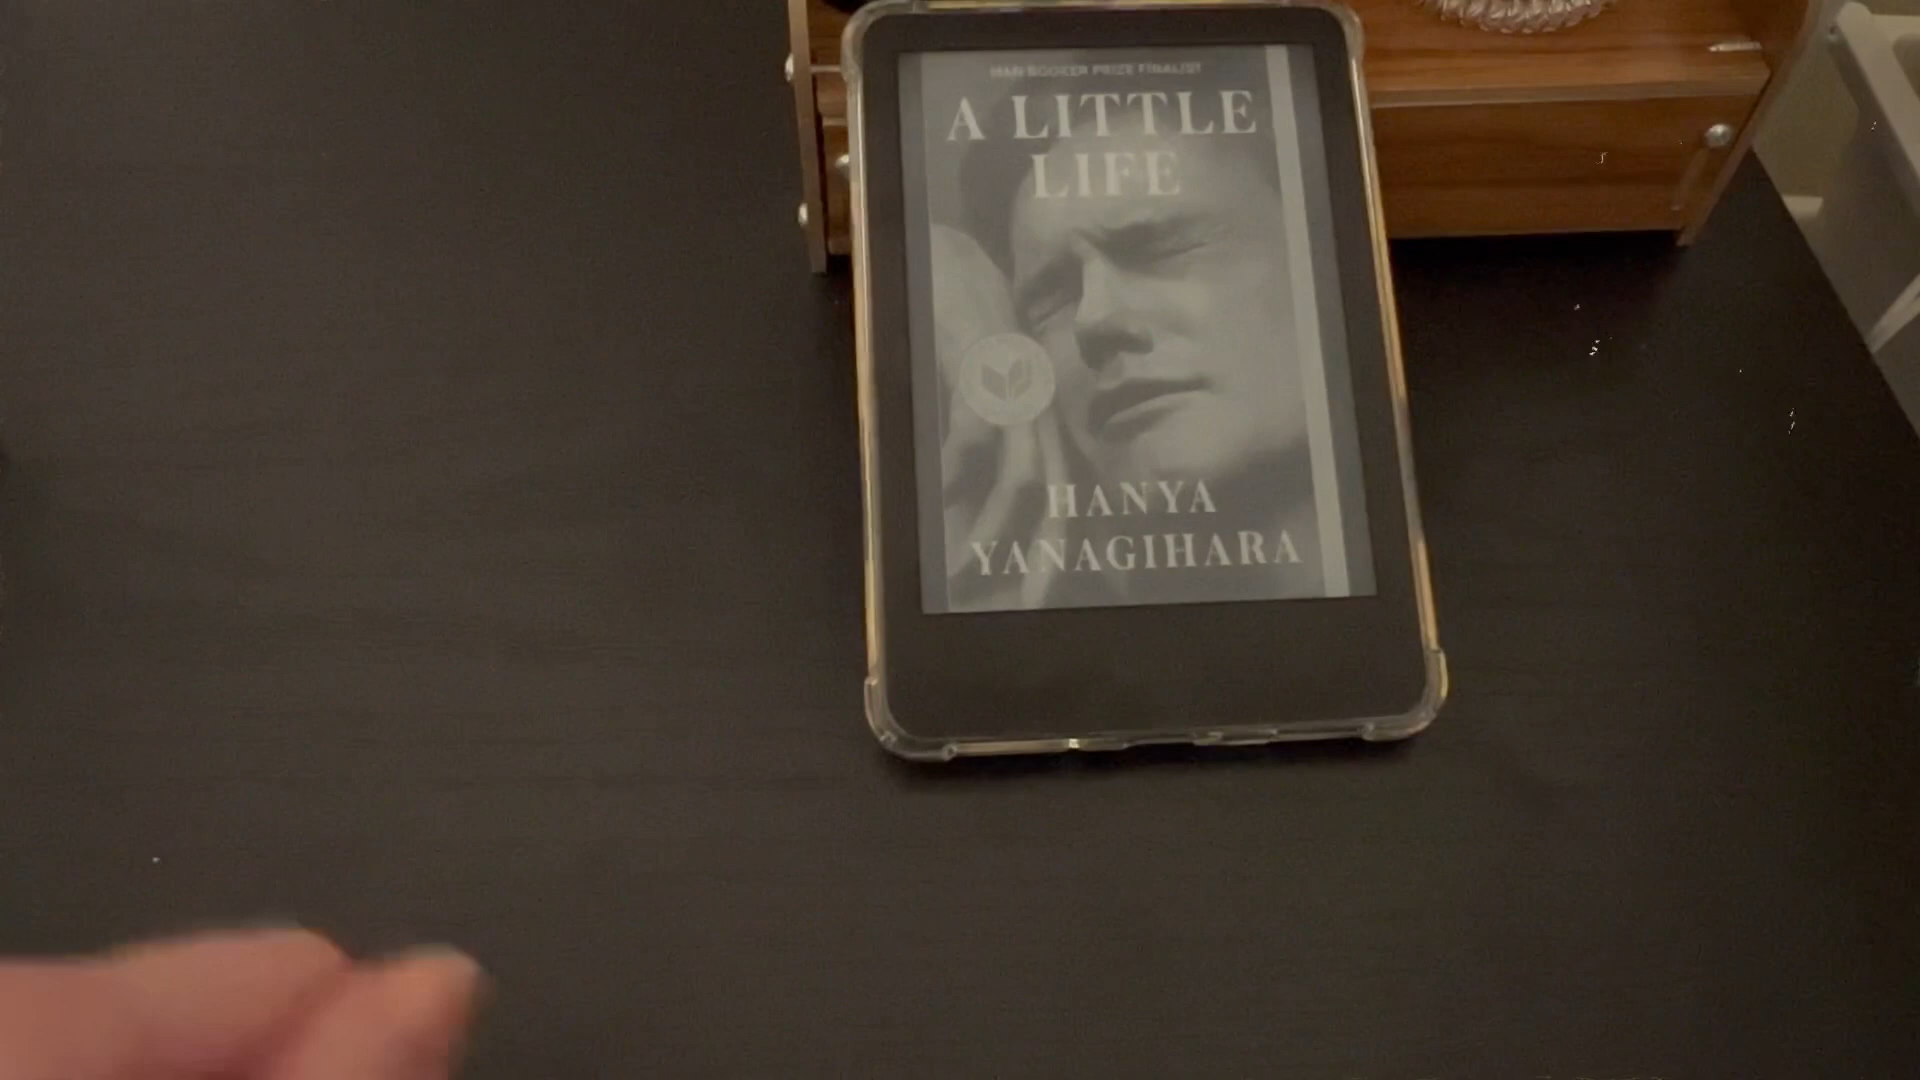 MAN BOOKER PRIZE FINALIST
A LITTLE
LIFE
HANYA
YANAGIHARA